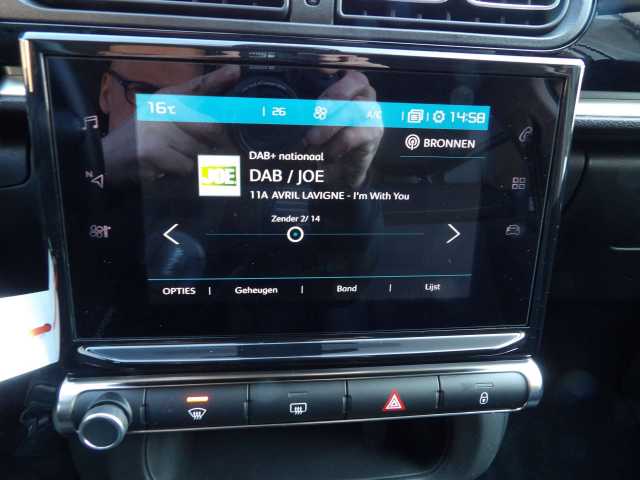 16°C | 26 A/C | | 14:58
BRONNEN
DAB+ nationaal
JOE
DAB / JOE
11A AVRIL LAVIGNE - I'm With You
Zender 2/ 14
OPTIES | Geheugen | Band | Lijst
N